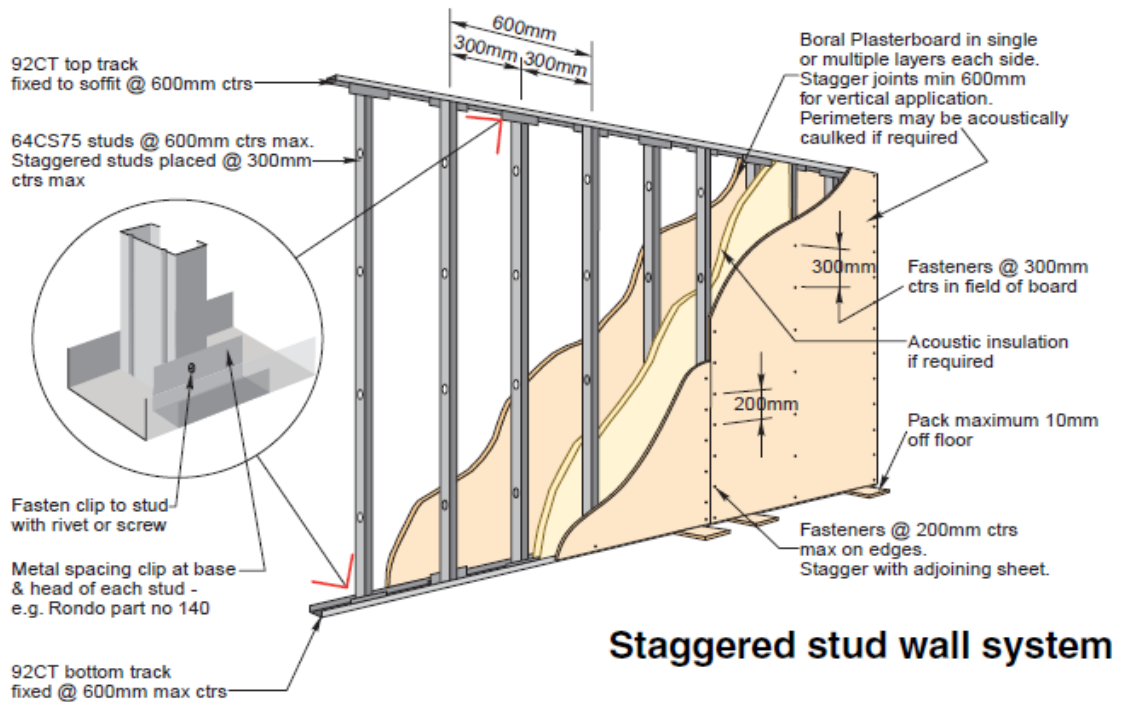 600mm
300mm
300mm
92CT top track
fixed to soffit @ 600mm ctrs
64CS75 studs @ 600mm ctrs max.
Staggered studs placed @ 300mm
ctrs max
Fasten clip to stud
with rivet or screw
Metal spacing clip at base
& head of each stud -
e.g. Rondo part no 140
92CT bottom track
fixed @ 600mm max ctrs
Boral Plasterboard in single
or multiple layers each side.
Stagger joints min 600mm
for vertical application.
Perimeters may be acoustically
caulked if required
300mm
Fasteners @ 300mm
ctrs in field of board
Acoustic insulation
if required
200mm
Pack maximum 10mm
off floor
Fasteners @ 200mm ctrs
max on edges.
Stagger with adjoining sheet.
Staggered stud wall system